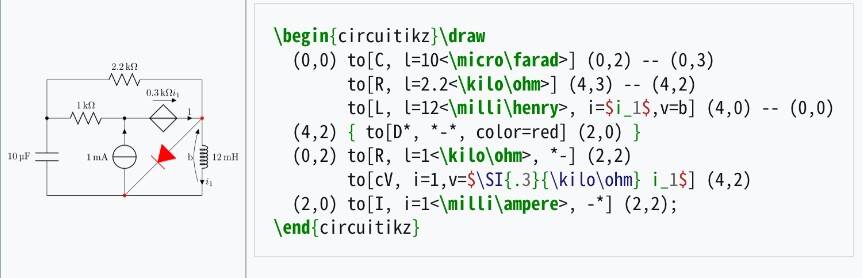 2.2 kΩ
0.3 kΩi₁
1 kΩ
1
10 µF
1 mA
b
12 mH
i₁
\begin{circuitikz}\draw
(0,0) to[C, l=10<\micro\farad>] (0,2) -- (0,3)
to[R, l=2.2<\kilo\ohm>] (4,3) -- (4,2)
to[L, l=12<\milli\henry>, i=$i_1$,v=b] (4,0) -- (0,0)
(4,2) { to[D*, *-*, color=red] (2,0) }
(0,2) to[R, l=1<\kilo\ohm>, *-] (2,2)
to[cV, i=1,v=$\SI{.3}{\kilo\ohm} i_1$] (4,2)
(2,0) to[I, i=1<\milli\ampere>, -*] (2,2);
\end{circuitikz}